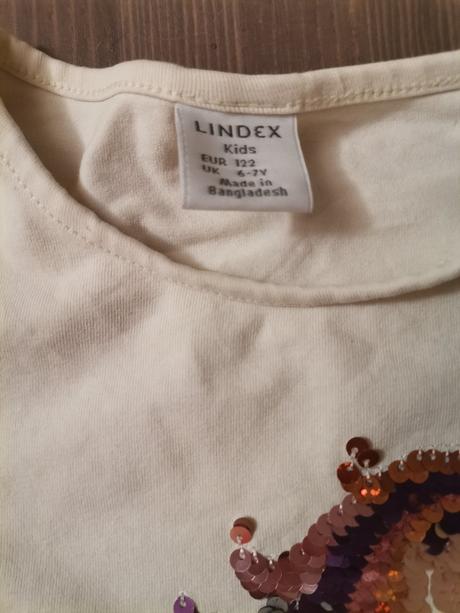 LINDEX
Kids
EUR 122
UK 6-7Y
Made in
Bangladesh